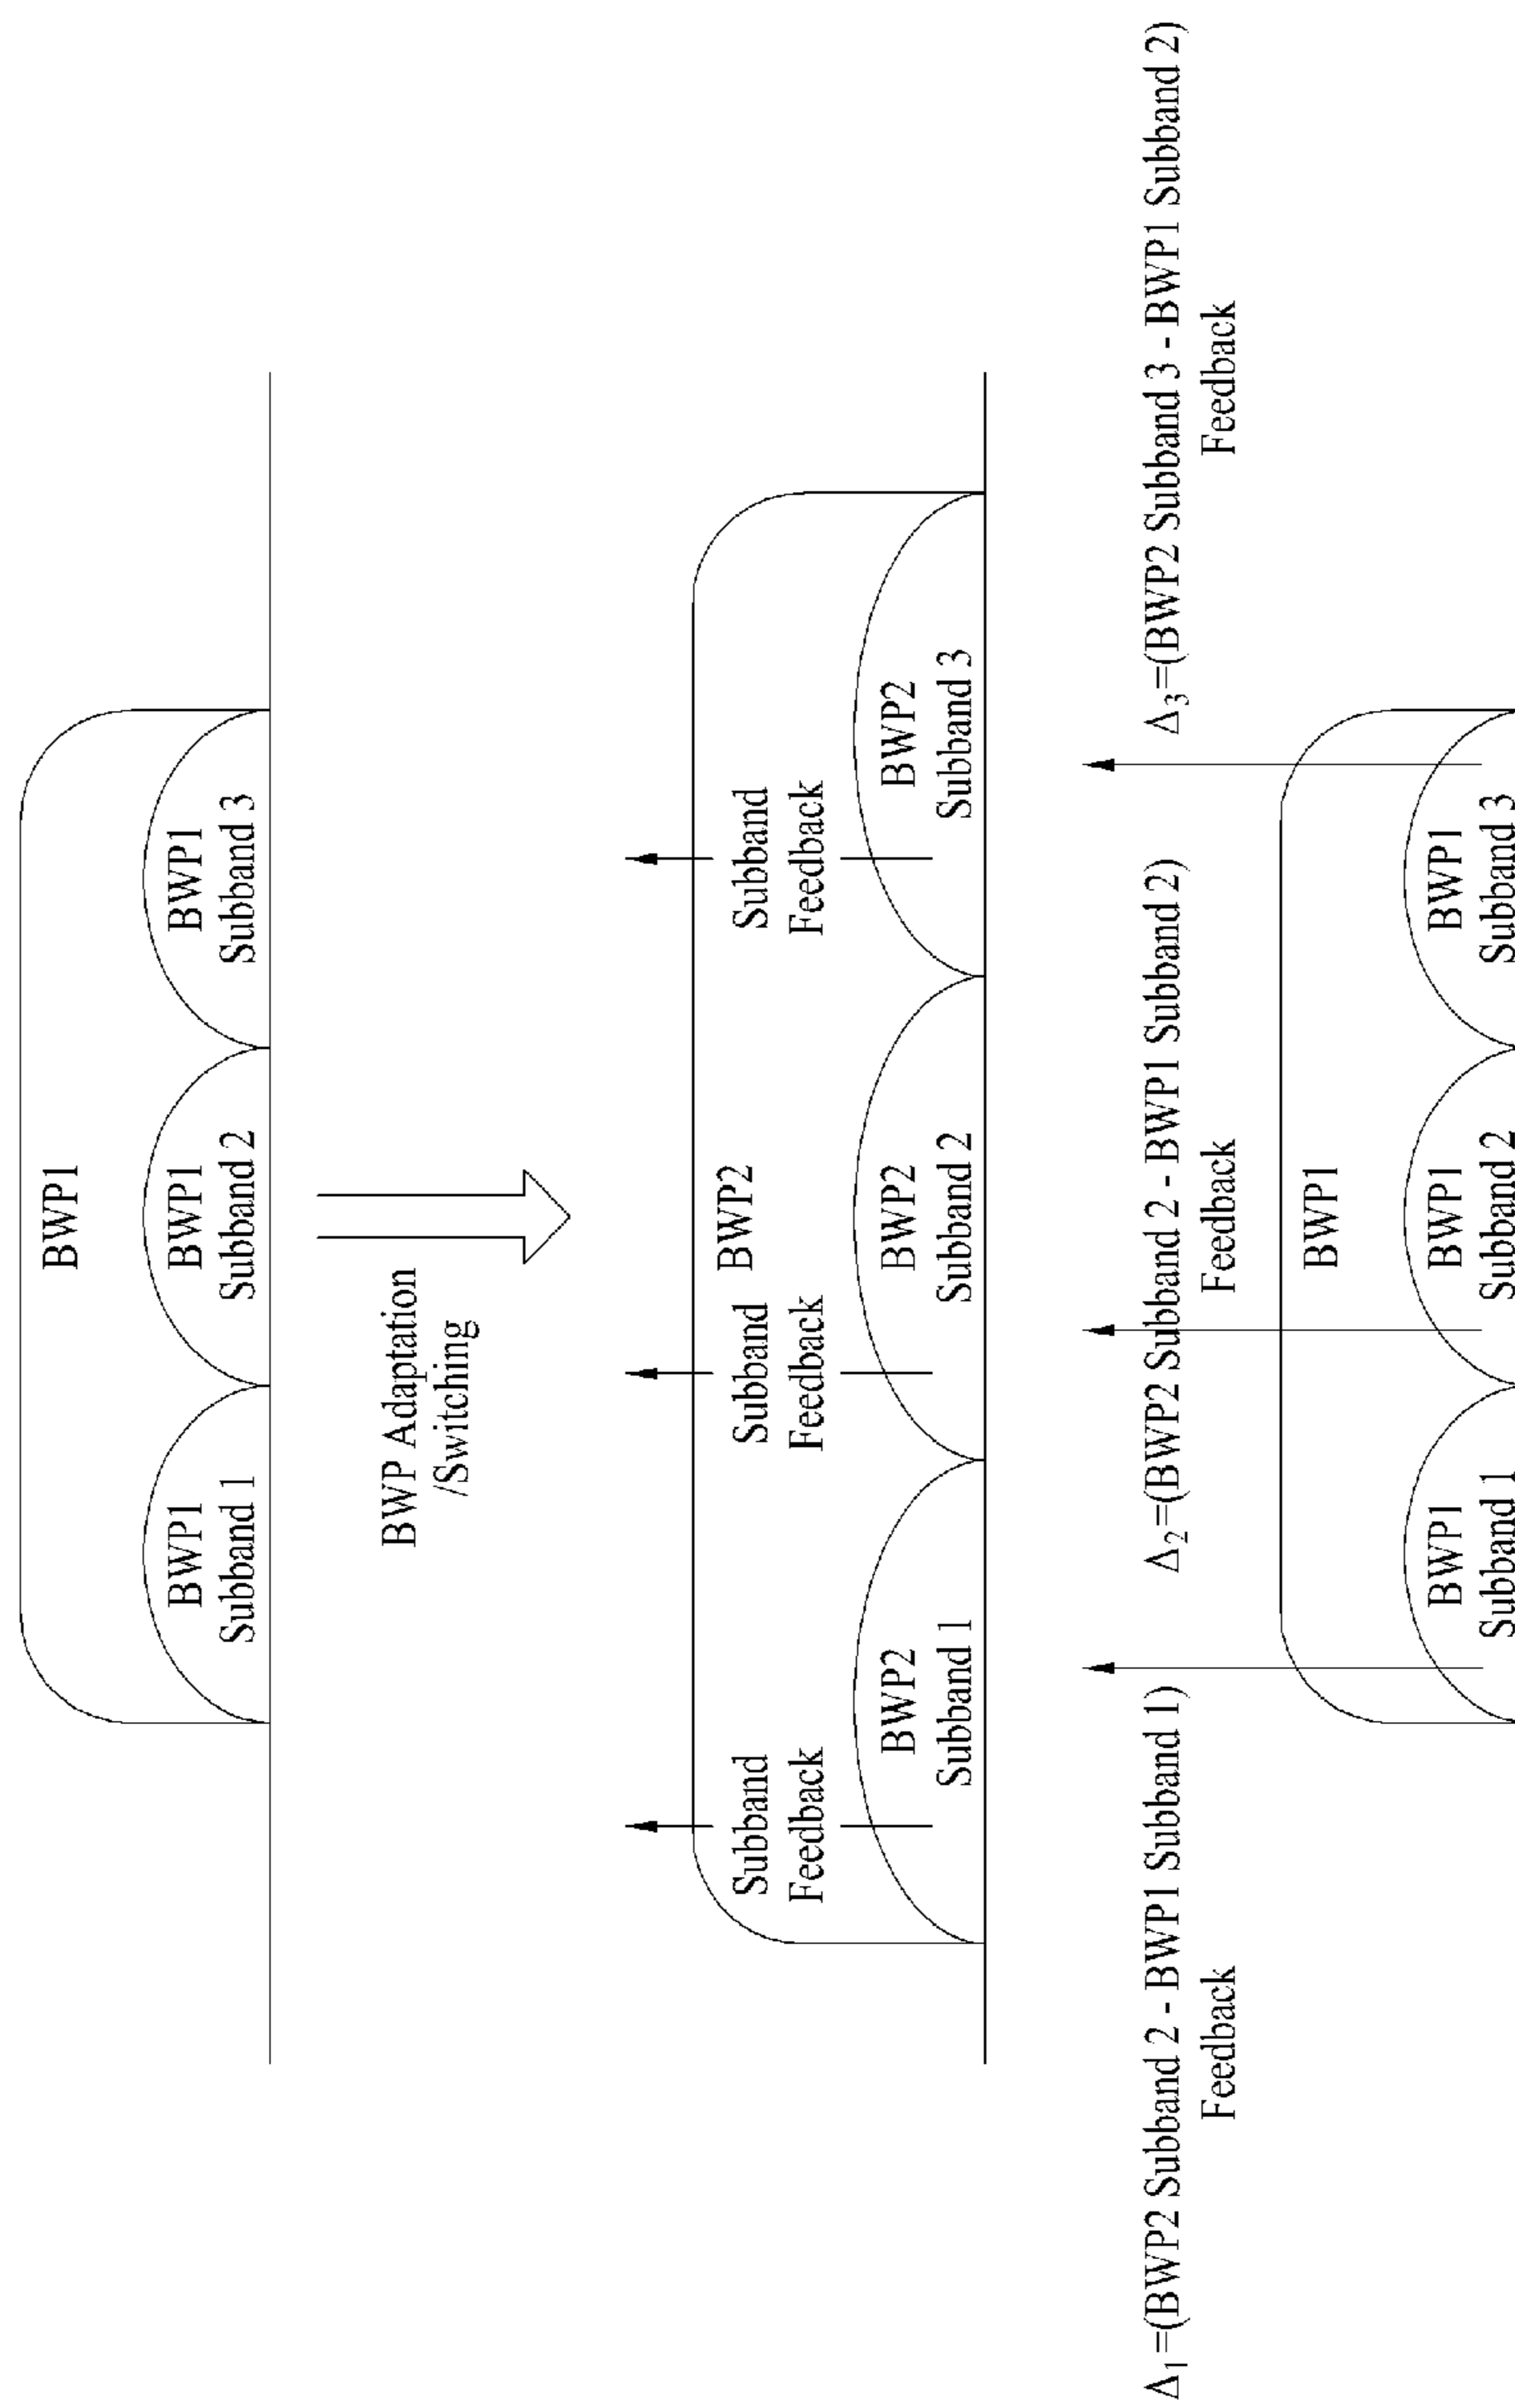 BWP1
BWP1
Subband 1
BWP1
Subband 2
BWP1
Subband 3
BWP Adaptation
/Switching
BWP2
Subband
Feedback
Subband
Feedback
Subband
Feedback
BWP2
Subband 1
BWP2
Subband 2
BWP2
Subband 3
Δ1=(BWP2 Subband 2 - BWP1 Subband 1)
Feedback
Δ2=(BWP2 Subband 2 - BWP1 Subband 2)
Feedback
Δ3=(BWP2 Subband 3 - BWP1 Subband 2)
Feedback
BWP1
BWP1
Subband 1
BWP1
Subband 2
BWP1
Subband 3